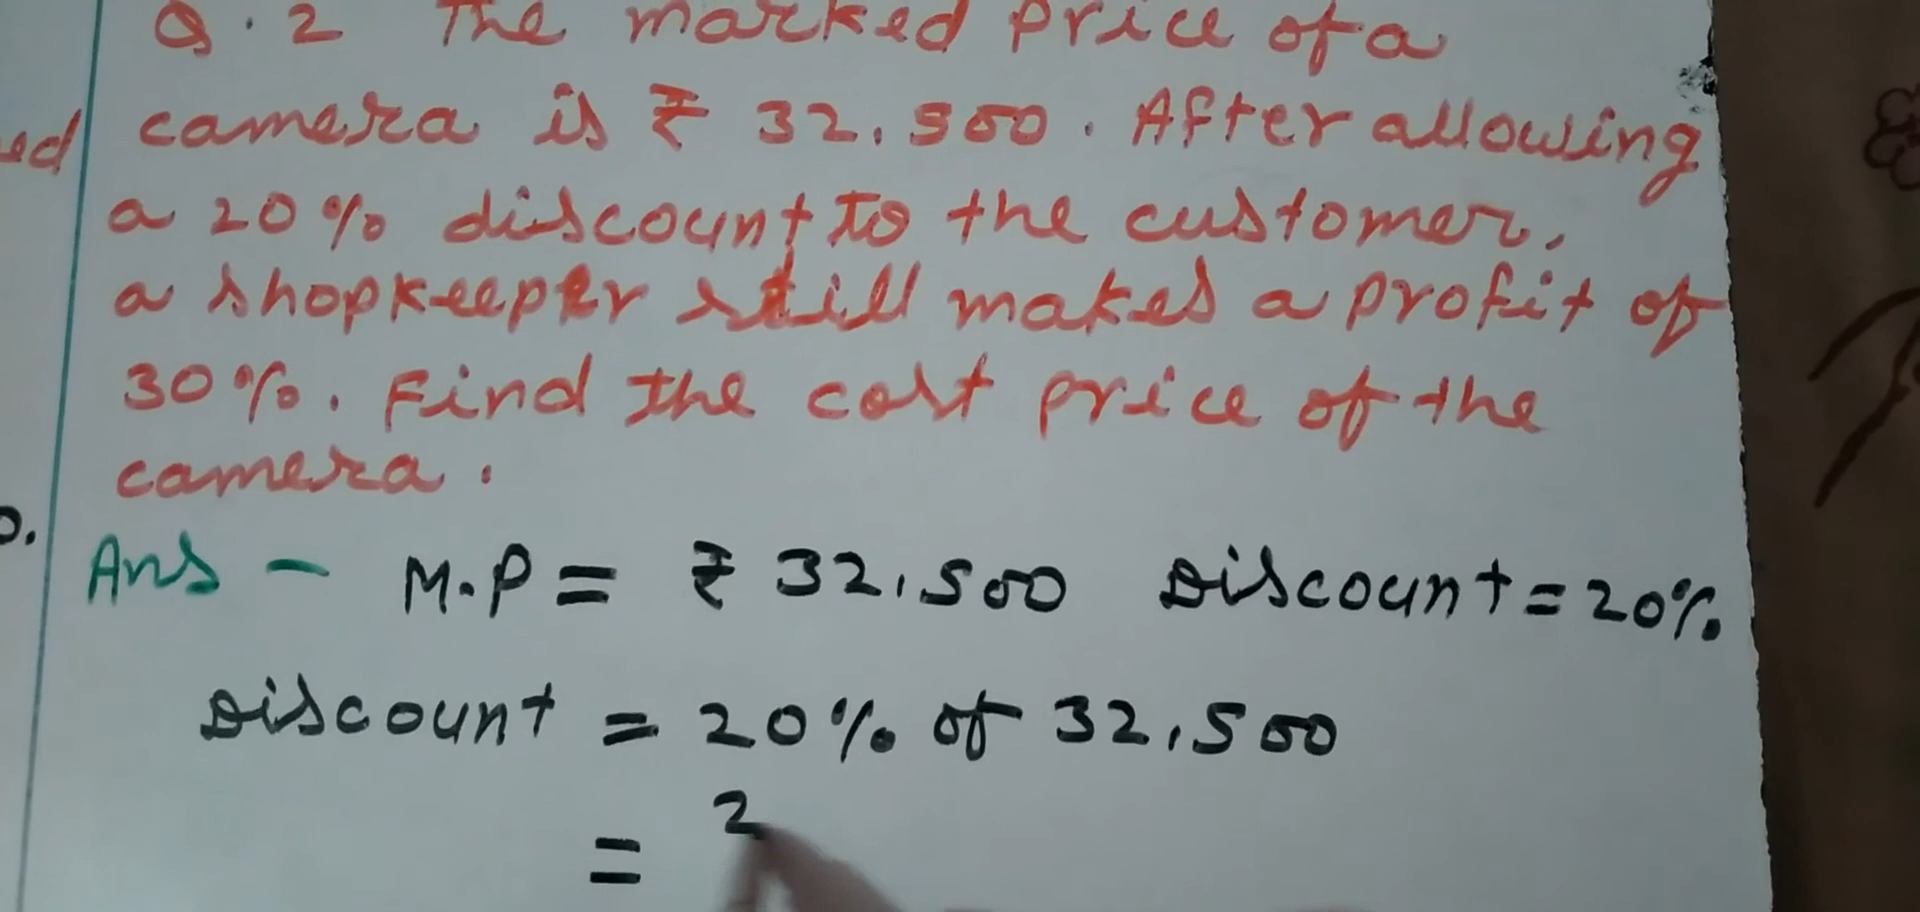 Q.2 The marked price of a
camera is ₹ 32,500. After allowing
a 20% discount to the customer,
a shopkeeper still makes a profit of
30%. Find the cost price of the
camera.
Ans - M.P = ₹ 32,500 Discount = 20%
Discount = 20% of 32,500
= 2